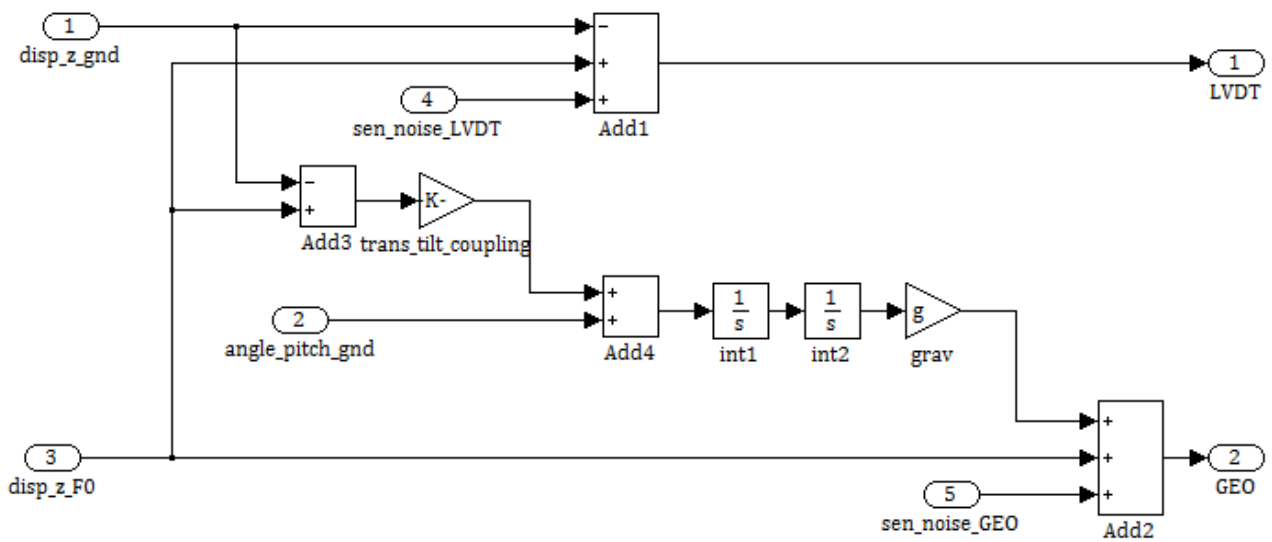 1
disp_z_gnd
−
+
+
Add1
1
LVDT
4
sen_noise_LVDT
−
+
Add3
K-
trans_tilt_coupling
2
angle_pitch_gnd
+
+
Add4
1
s
int1
1
s
int2
g
grav
3
disp_z_F0
+
+
+
Add2
2
GEO
5
sen_noise_GEO